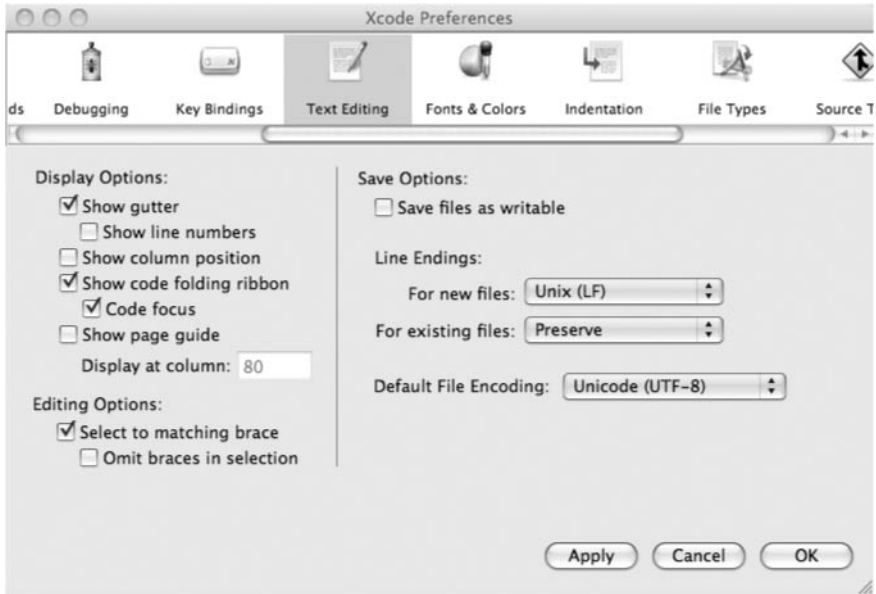 Xcode Preferences
ds Debugging Key Bindings Text Editing Fonts & Colors Indentation File Types Source T
Display Options:
Show gutter
Show line numbers
Show column position
Show code folding ribbon
Code focus
Show page guide
Display at column: 80
Editing Options:
Select to matching brace
Omit braces in selection
Save Options:
Save files as writable
Line Endings:
For new files: Unix (LF)
For existing files: Preserve
Default File Encoding: Unicode (UTF-8)
Apply Cancel OK